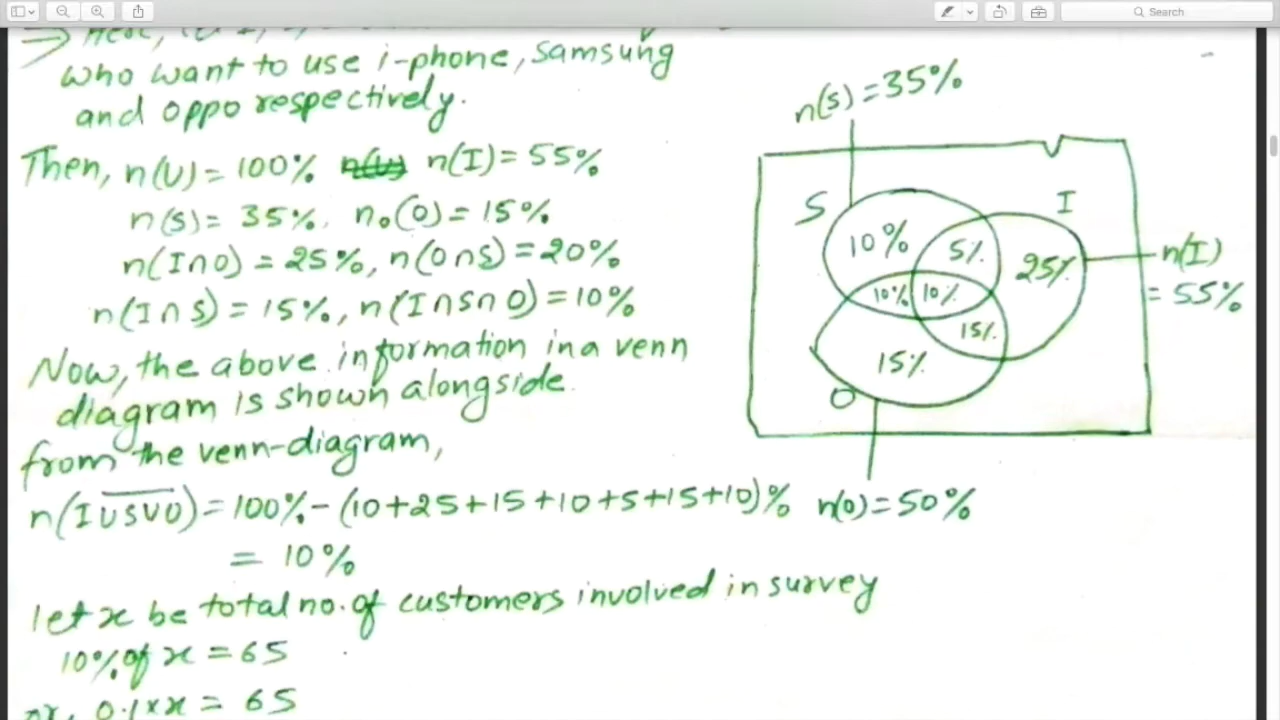 Search
who want to use i-phone, samsung
and oppo respectively.
Then, n(U) = 100% n(I) = 55%
n(S) = 35%, n₀(O) = 15%
n(I∩O) = 25%, n(O∩S) = 20%
n(I∩S) = 15%, n(I∩S∩O) = 10%
Now, the above information in a venn
diagram is shown alongside.
from the venn-diagram,
n(I̅∪̅S̅∪̅O̅) = 100% - (10+25+15+10+5+15+10)%
= 10%
let x be total no. of customers involved in survey
10% of x = 65
or, 0.1×x = 65
n(S) = 35%
S
I
10%
5%
25%
n(I)
= 55%
10%
10%
15%
15%
O
n(O) = 50%